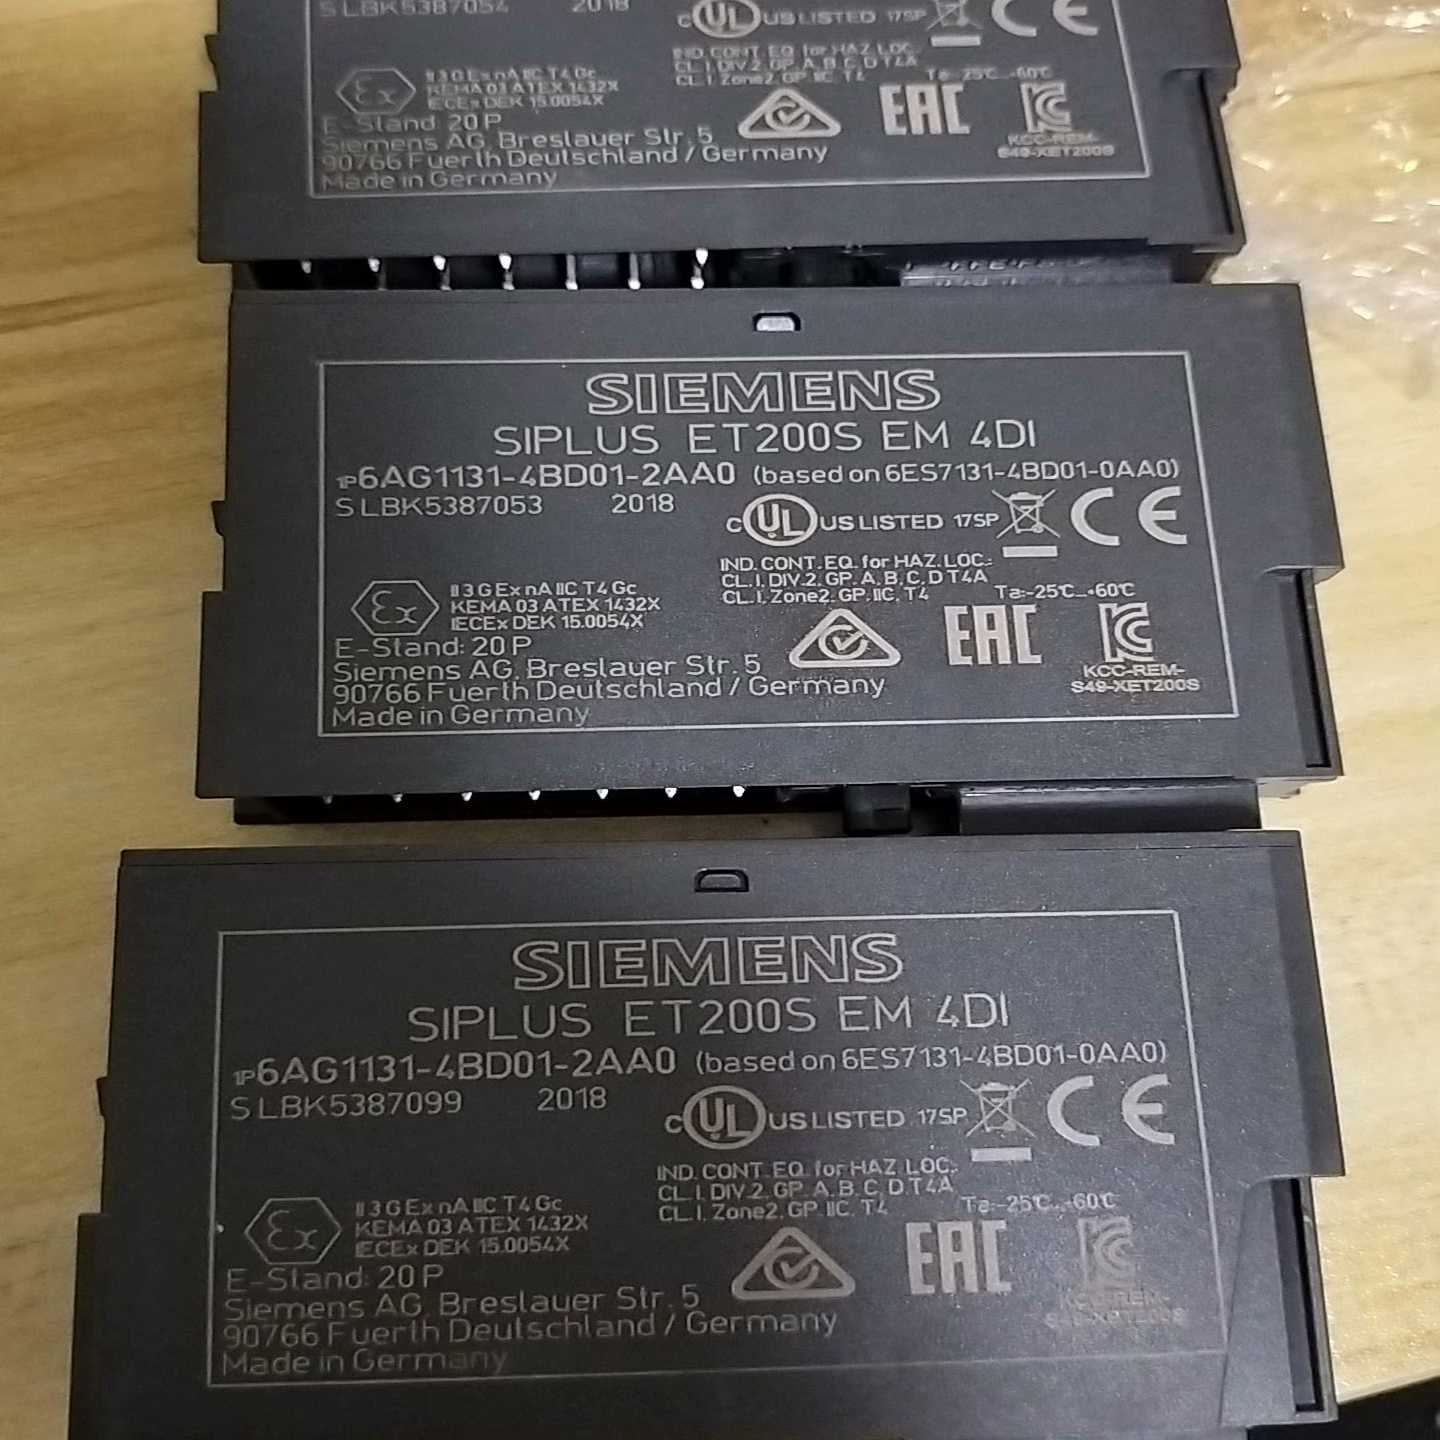 S LBK5387054 2018
C UL US LISTED 17SP CE
IND. CONT. EQ. for HAZ. LOC.
CL. I, DIV.2, GP. A, B, C, D T4A
CL. I, Zone2, GP. IIC, T4 Ta:-25℃...+60℃
Ex II 3 G Ex nA IIC T4 Gc
KEMA 03 ATEX 1432X
IECEx DEK 15.0054X
E-Stand: 20 P
Siemens AG, Breslauer Str. 5
90766 Fuerth Deutschland / Germany
Made in Germany
EAC
KCC-REM-
S49-XET200S
SIEMENS
SIPLUS ET200S EM 4DI
1P6AG1131-4BD01-2AA0 (based on 6ES7131-4BD01-0AA0)
S LBK5387053 2018
C UL US LISTED 17SP CE
IND. CONT. EQ. for HAZ. LOC.:
CL. I, DIV.2, GP. A, B, C, D T4A
CL. I, Zone2, GP. IIC, T4 Ta:-25℃...+60℃
Ex II 3 G Ex nA IIC T4 Gc
KEMA 03 ATEX 1432X
IECEx DEK 15.0054X
E-Stand: 20 P
Siemens AG, Breslauer Str. 5
90766 Fuerth Deutschland / Germany
Made in Germany
EAC
KCC-REM-
S49-XET200S
SIEMENS
SIPLUS ET200S EM 4DI
1P6AG1131-4BD01-2AA0 (based on 6ES7131-4BD01-0AA0)
S LBK5387099 2018
C UL US LISTED 17SP CE
IND. CONT. EQ. for HAZ. LOC.:
CL. I, DIV.2, GP. A, B, C, D T4A
CL. I, Zone2, GP. IIC, T4 Ta:-25℃...+60℃
Ex II 3 G Ex nA IIC T4 Gc
KEMA 03 ATEX 1432X
IECEx DEK 15.0054X
E-Stand: 20 P
Siemens AG, Breslauer Str. 5
90766 Fuerth Deutschland / Germany
Made in Germany
EAC
KCC-REM-
S49-XET200S